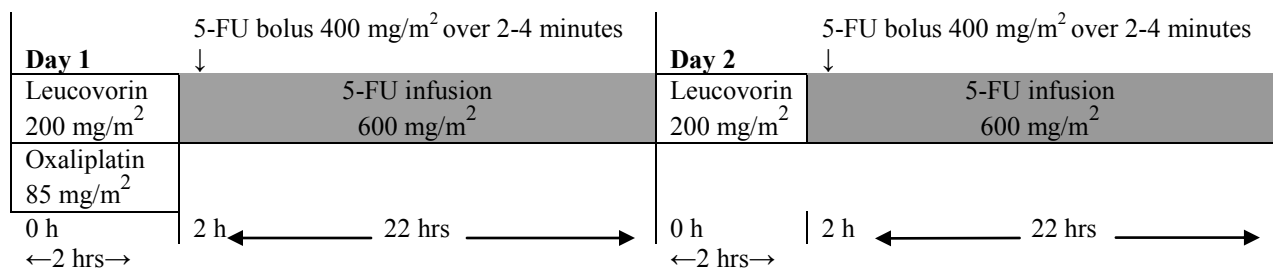 5-FU bolus 400 mg/m² over 2-4 minutes 5-FU bolus 400 mg/m² over 2-4 minutes
Day 1 ↓ Day 2 ↓
Leucovorin 5-FU infusion Leucovorin 5-FU infusion
200 mg/m² 600 mg/m² 200 mg/m² 600 mg/m²
Oxaliplatin
85 mg/m²
0 h 2 h 22 hrs 0 h 2 h 22 hrs
←2 hrs→ ←2 hrs→